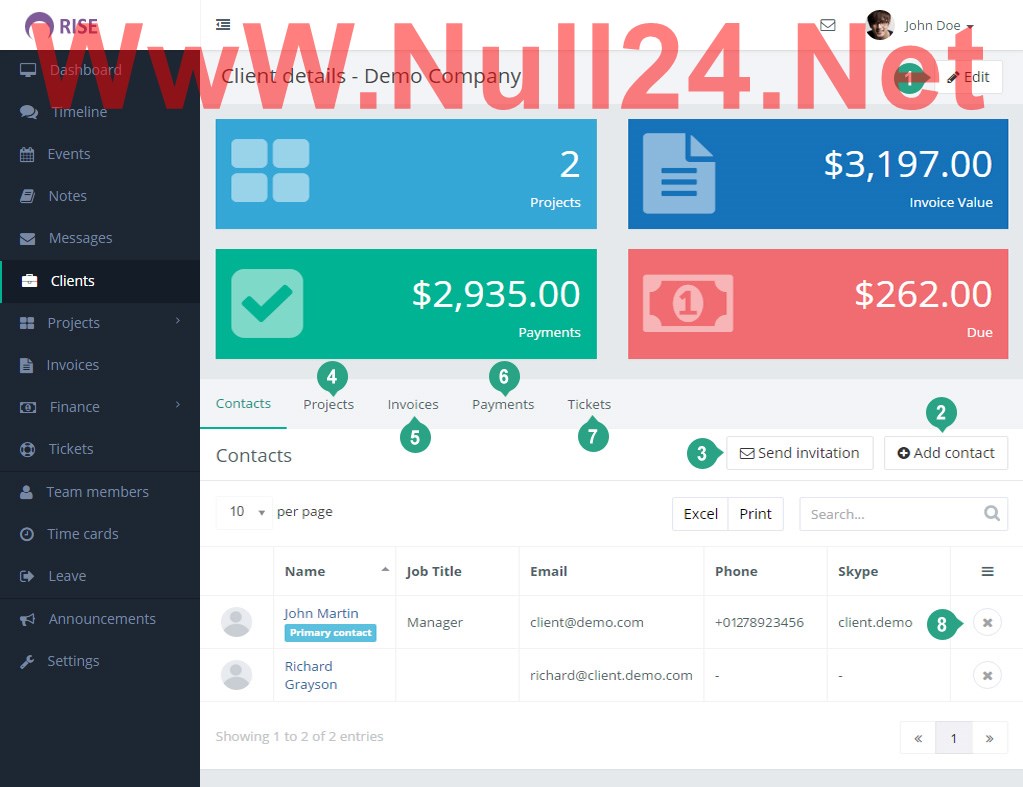 RISE
John Doe
WwW.Null24.Net
Dashboard
Timeline
Events
Notes
Messages
Clients
Projects
Invoices
Finance
Tickets
Team members
Time cards
Leave
Announcements
Settings
Client details - Demo Company
1
Edit
2
Projects
$3,197.00
Invoice Value
$2,935.00
Payments
1
$262.00
Due
4
6
Contacts Projects Invoices Payments Tickets
5
7
2
Contacts
3
Send invitation
Add contact
10 per page
Excel Print
Search...
Name Job Title Email Phone Skype
John Martin
Primary contact
Manager client@demo.com +01278923456 client.demo
8
Richard
Grayson
richard@client.demo.com - -
Showing 1 to 2 of 2 entries
« 1 »